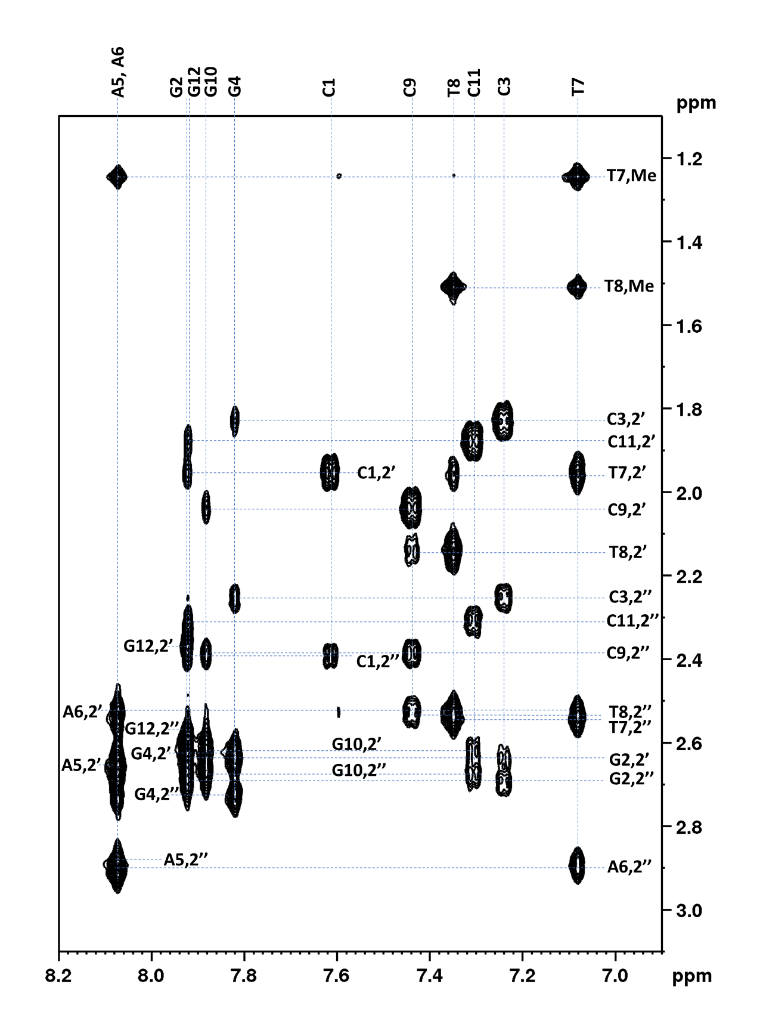 A5, A6
G2
G12
G10
G4
C1
C9
T8
C11
C3
T7
ppm
1.2
T7,Me
1.4
T8,Me
1.6
1.8
C3,2’
C11,2’
C1,2’
T7,2’
2.0
C9,2’
T8,2’
2.2
C3,2’’
C11,2’’
G12,2’
C1,2’’
C9,2’’
2.4
A6,2’
T8,2’’
G12,2’’
T7,2’’
2.6
G4,2’
G10,2’
G2,2’
A5,2’
G10,2’’
G2,2’’
G4,2’’
2.8
A5,2’’
A6,2’’
3.0
8.2 8.0 7.8 7.6 7.4 7.2 7.0 ppm